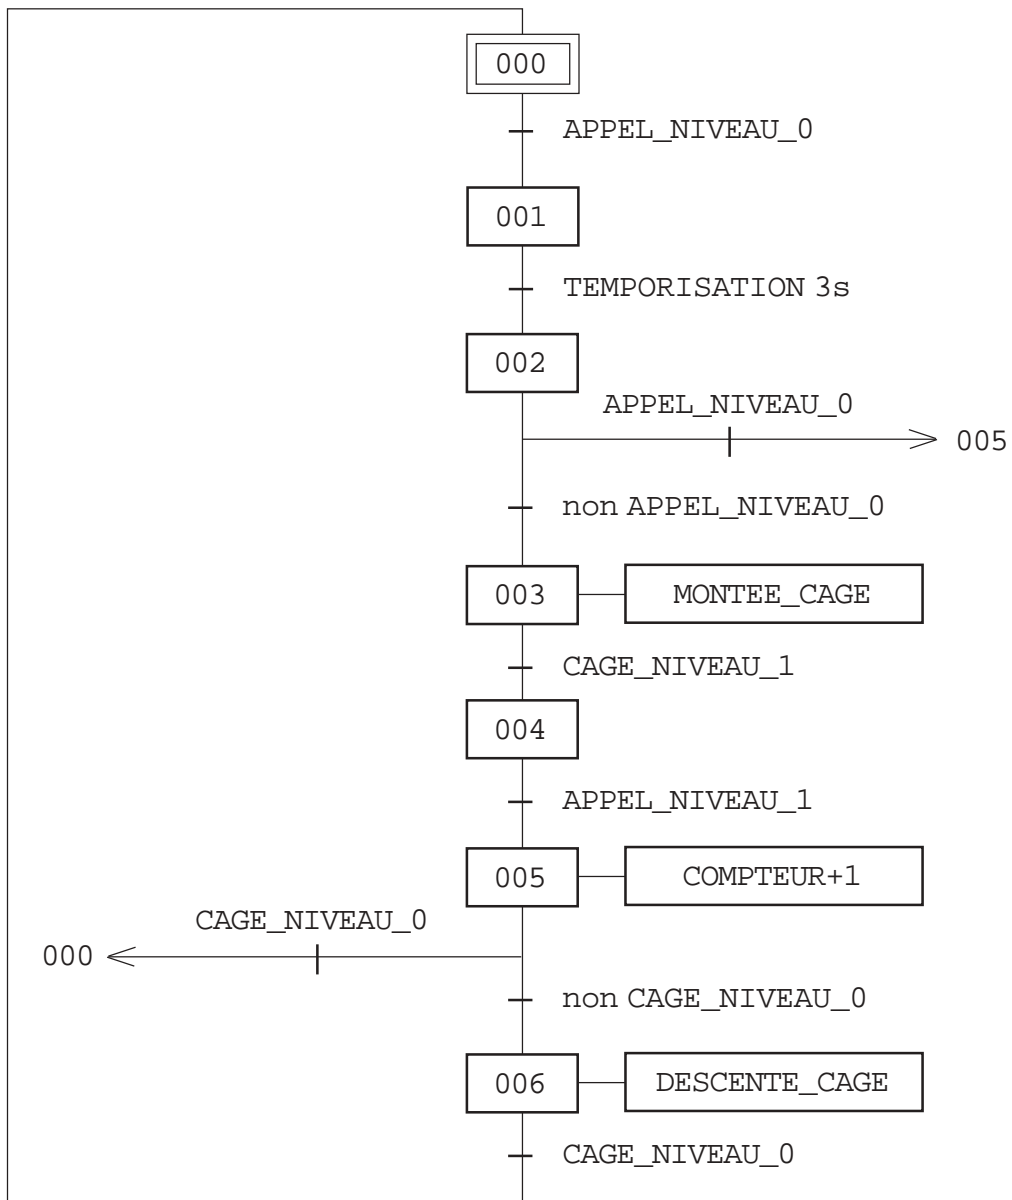 000
APPEL_NIVEAU_0
001
TEMPORISATION 3s
002
APPEL_NIVEAU_0
005
non APPEL_NIVEAU_0
003 MONTEE_CAGE
CAGE_NIVEAU_1
004
APPEL_NIVEAU_1
005 COMPTEUR+1
CAGE_NIVEAU_0
000
non CAGE_NIVEAU_0
006 DESCENTE_CAGE
CAGE_NIVEAU_0